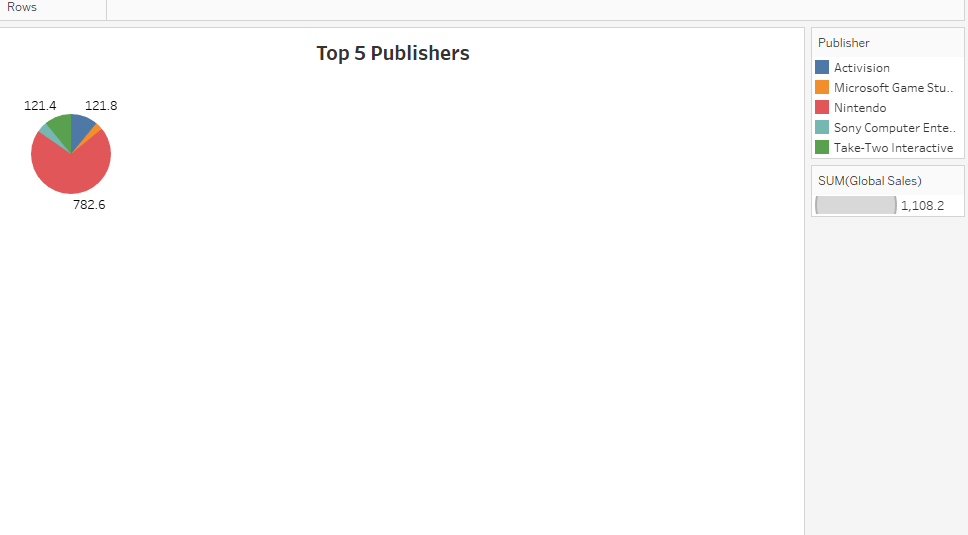 Rows
Top 5 Publishers
121.4
121.8
782.6
Publisher
Activision
Microsoft Game Stu..
Nintendo
Sony Computer Ente..
Take-Two Interactive
SUM(Global Sales)
1,108.2